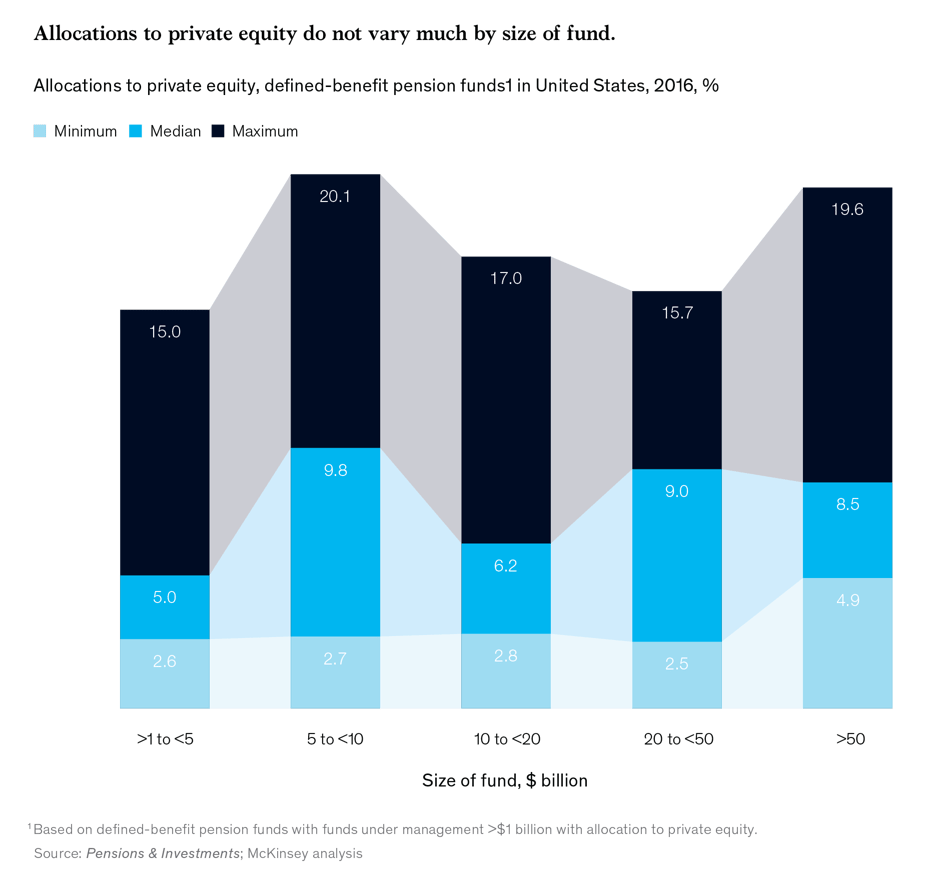 Allocations to private equity do not vary much by size of fund.
Allocations to private equity, defined-benefit pension funds1 in United States, 2016, %
Minimum Median Maximum
15.0
5.0
2.6
20.1
9.8
2.7
17.0
6.2
2.8
15.7
9.0
2.5
19.6
8.5
4.9
>1 to <5 5 to <10 10 to <20 20 to <50 >50
Size of fund, $ billion
¹Based on defined-benefit pension funds with funds under management >$1 billion with allocation to private equity.
Source: Pensions & Investments; McKinsey analysis